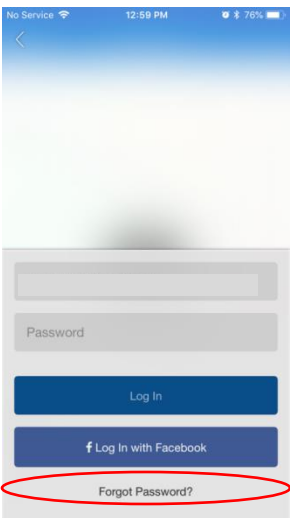 No Service 12:59 PM 76%
Password
Log In
f Log In with Facebook
Forgot Password?